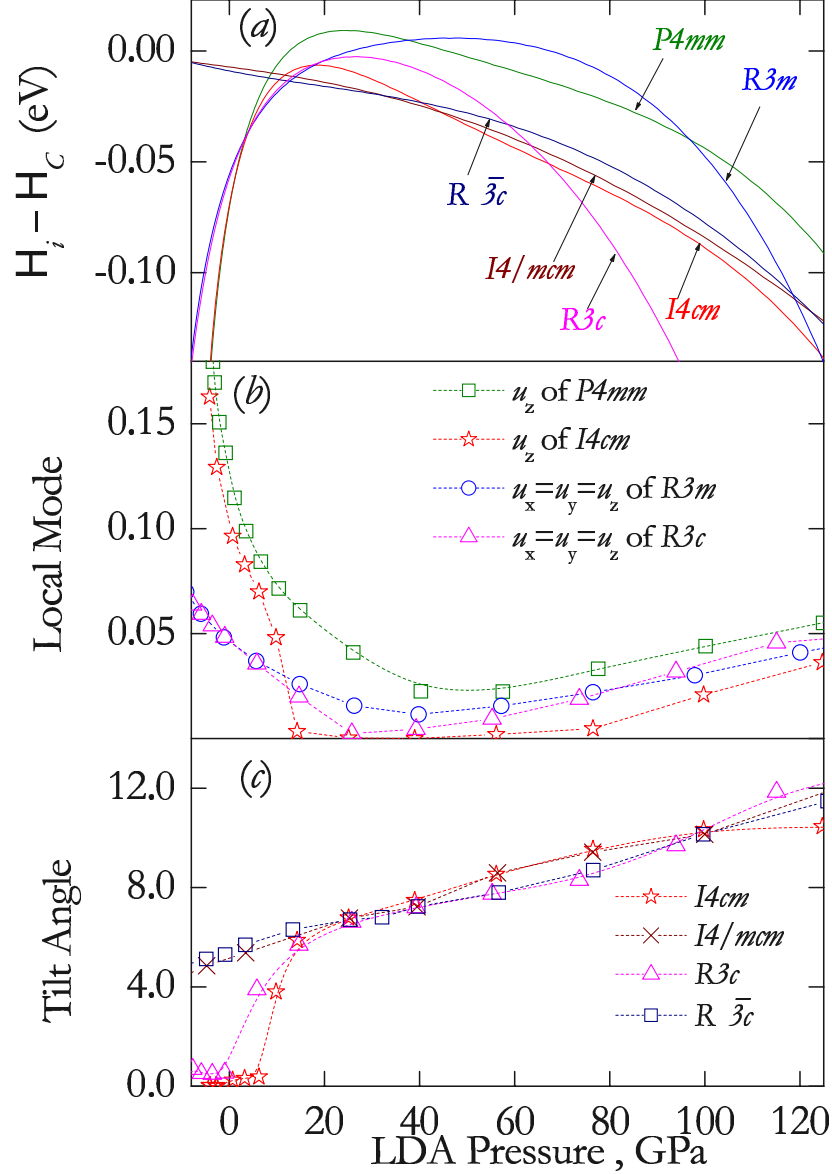 (a)
0.00
-0.05
-0.10
H_i – H_C (eV)
P4mm
R3m
R 3̄c
I4/mcm
R3c
I4cm
(b)
0.15
0.10
0.05
Local Mode
u_z of P4mm
u_z of I4cm
u_x=u_y=u_z of R3m
u_x=u_y=u_z of R3c
(c)
12.0
8.0
4.0
0.0
Tilt Angle
I4cm
I4/mcm
R3c
R 3̄c
0 20 40 60 80 100 120
LDA Pressure , GPa